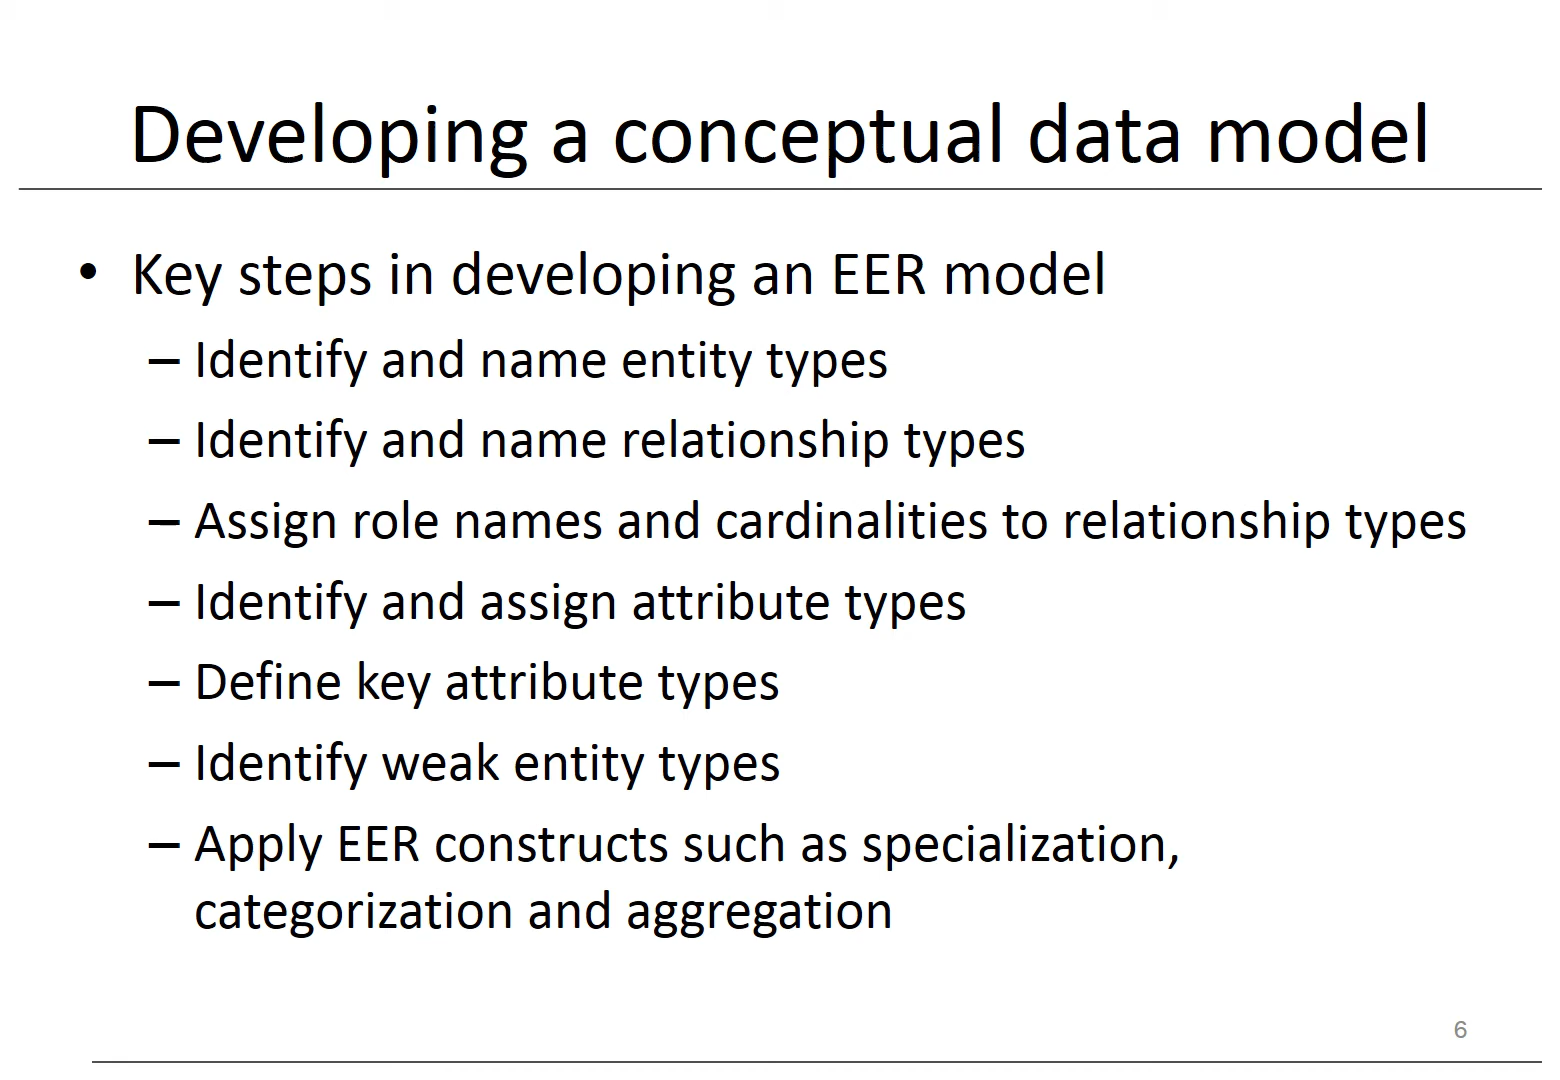 Developing a conceptual data model
• Key steps in developing an EER model
– Identify and name entity types
– Identify and name relationship types
– Assign role names and cardinalities to relationship types
– Identify and assign attribute types
– Define key attribute types
– Identify weak entity types
– Apply EER constructs such as specialization,
categorization and aggregation
6